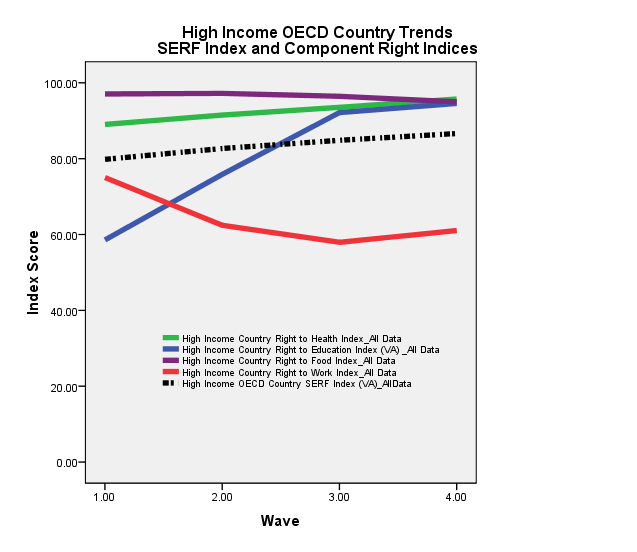 High Income OECD Country Trends
SERF Index and Component Right Indices
100.00
80.00
60.00
40.00
20.00
0.00
Index Score
High Income Country Right to Health Index_All Data
High Income Country Right to Education Index (VA) _All Data
High Income Country Right to Food Index_All Data
High Income Country Right to Work Index_All Data
High Income OECD Country SERF Index (VA)_AllData
1.00 2.00 3.00 4.00
Wave